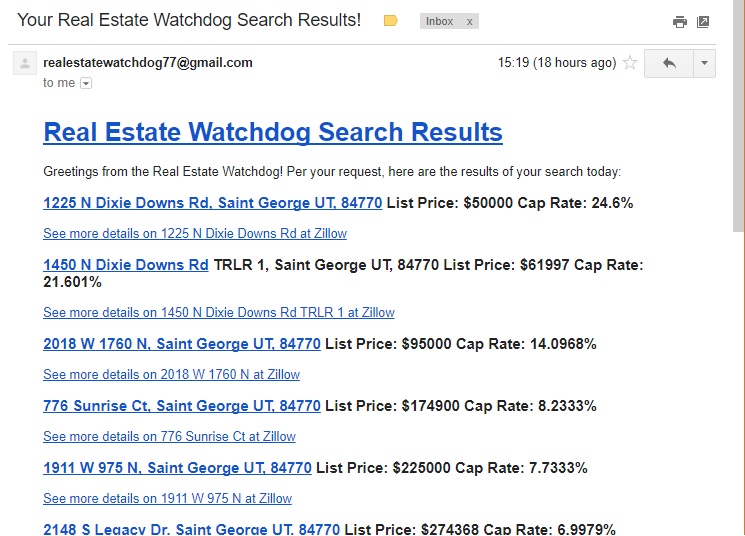 Your Real Estate Watchdog Search Results!
Inbox x
realestatewatchdog77@gmail.com
15:19 (18 hours ago)
to me
Real Estate Watchdog Search Results
Greetings from the Real Estate Watchdog! Per your request, here are the results of your search today:
1225 N Dixie Downs Rd, Saint George UT, 84770 List Price: $50000 Cap Rate: 24.6%
See more details on 1225 N Dixie Downs Rd at Zillow
1450 N Dixie Downs Rd TRLR 1, Saint George UT, 84770 List Price: $61997 Cap Rate:
21.601%
See more details on 1450 N Dixie Downs Rd TRLR 1 at Zillow
2018 W 1760 N, Saint George UT, 84770 List Price: $95000 Cap Rate: 14.0968%
See more details on 2018 W 1760 N at Zillow
776 Sunrise Ct, Saint George UT, 84770 List Price: $174900 Cap Rate: 8.2333%
See more details on 776 Sunrise Ct at Zillow
1911 W 975 N, Saint George UT, 84770 List Price: $225000 Cap Rate: 7.7333%
See more details on 1911 W 975 N at Zillow
2148 S Legacy Dr, Saint George UT, 84770 List Price: $274368 Cap Rate: 6.9979%